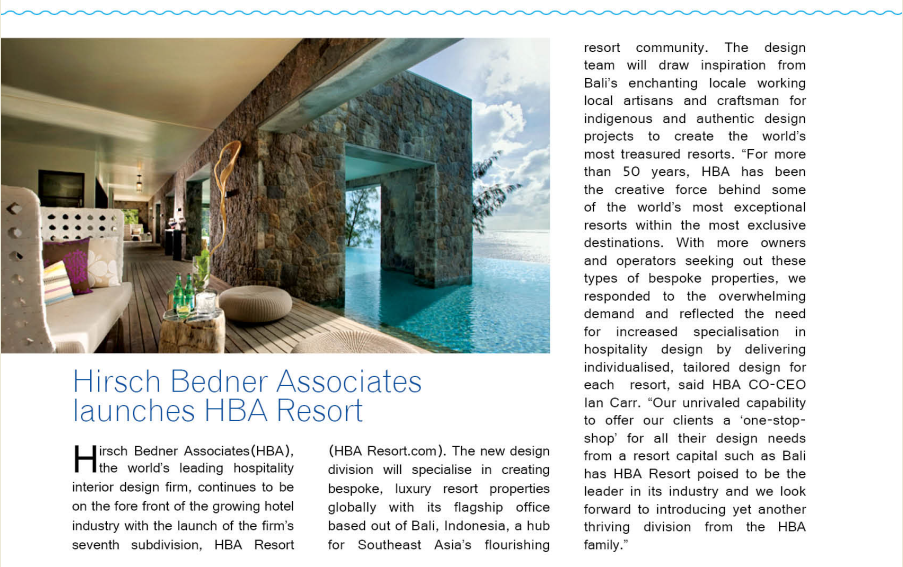 Hirsch Bedner Associates
launches HBA Resort
Hirsch Bedner Associates(HBA),
the world's leading hospitality
interior design firm, continues to be
on the fore front of the growing hotel
industry with the launch of the firm's
seventh subdivision, HBA Resort
(HBA Resort.com). The new design
division will specialise in creating
bespoke, luxury resort properties
globally with its flagship office
based out of Bali, Indonesia, a hub
for Southeast Asia's flourishing
resort community. The design
team will draw inspiration from
Bali's enchanting locale working
local artisans and craftsman for
indigenous and authentic design
projects to create the world's
most treasured resorts. “For more
than 50 years, HBA has been
the creative force behind some
of the world's most exceptional
resorts within the most exclusive
destinations. With more owners
and operators seeking out these
types of bespoke properties, we
responded to the overwhelming
demand and reflected the need
for increased specialisation in
hospitality design by delivering
individualised, tailored design for
each resort, said HBA CO-CEO
Ian Carr. “Our unrivaled capability
to offer our clients a ‘one-stop-
shop’ for all their design needs
from a resort capital such as Bali
has HBA Resort poised to be the
leader in its industry and we look
forward to introducing yet another
thriving division from the HBA
family.”